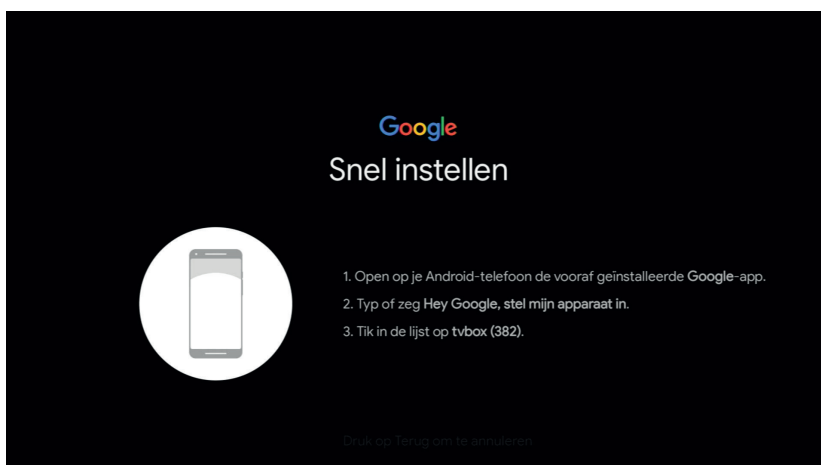 Google
Snel instellen
1. Open op je Android-telefoon de vooraf geïnstalleerde Google-app.
2. Typ of zeg Hey Google, stel mijn apparaat in.
3. Tik in de lijst op tvbox (382).
Druk op Terug om te annuleren